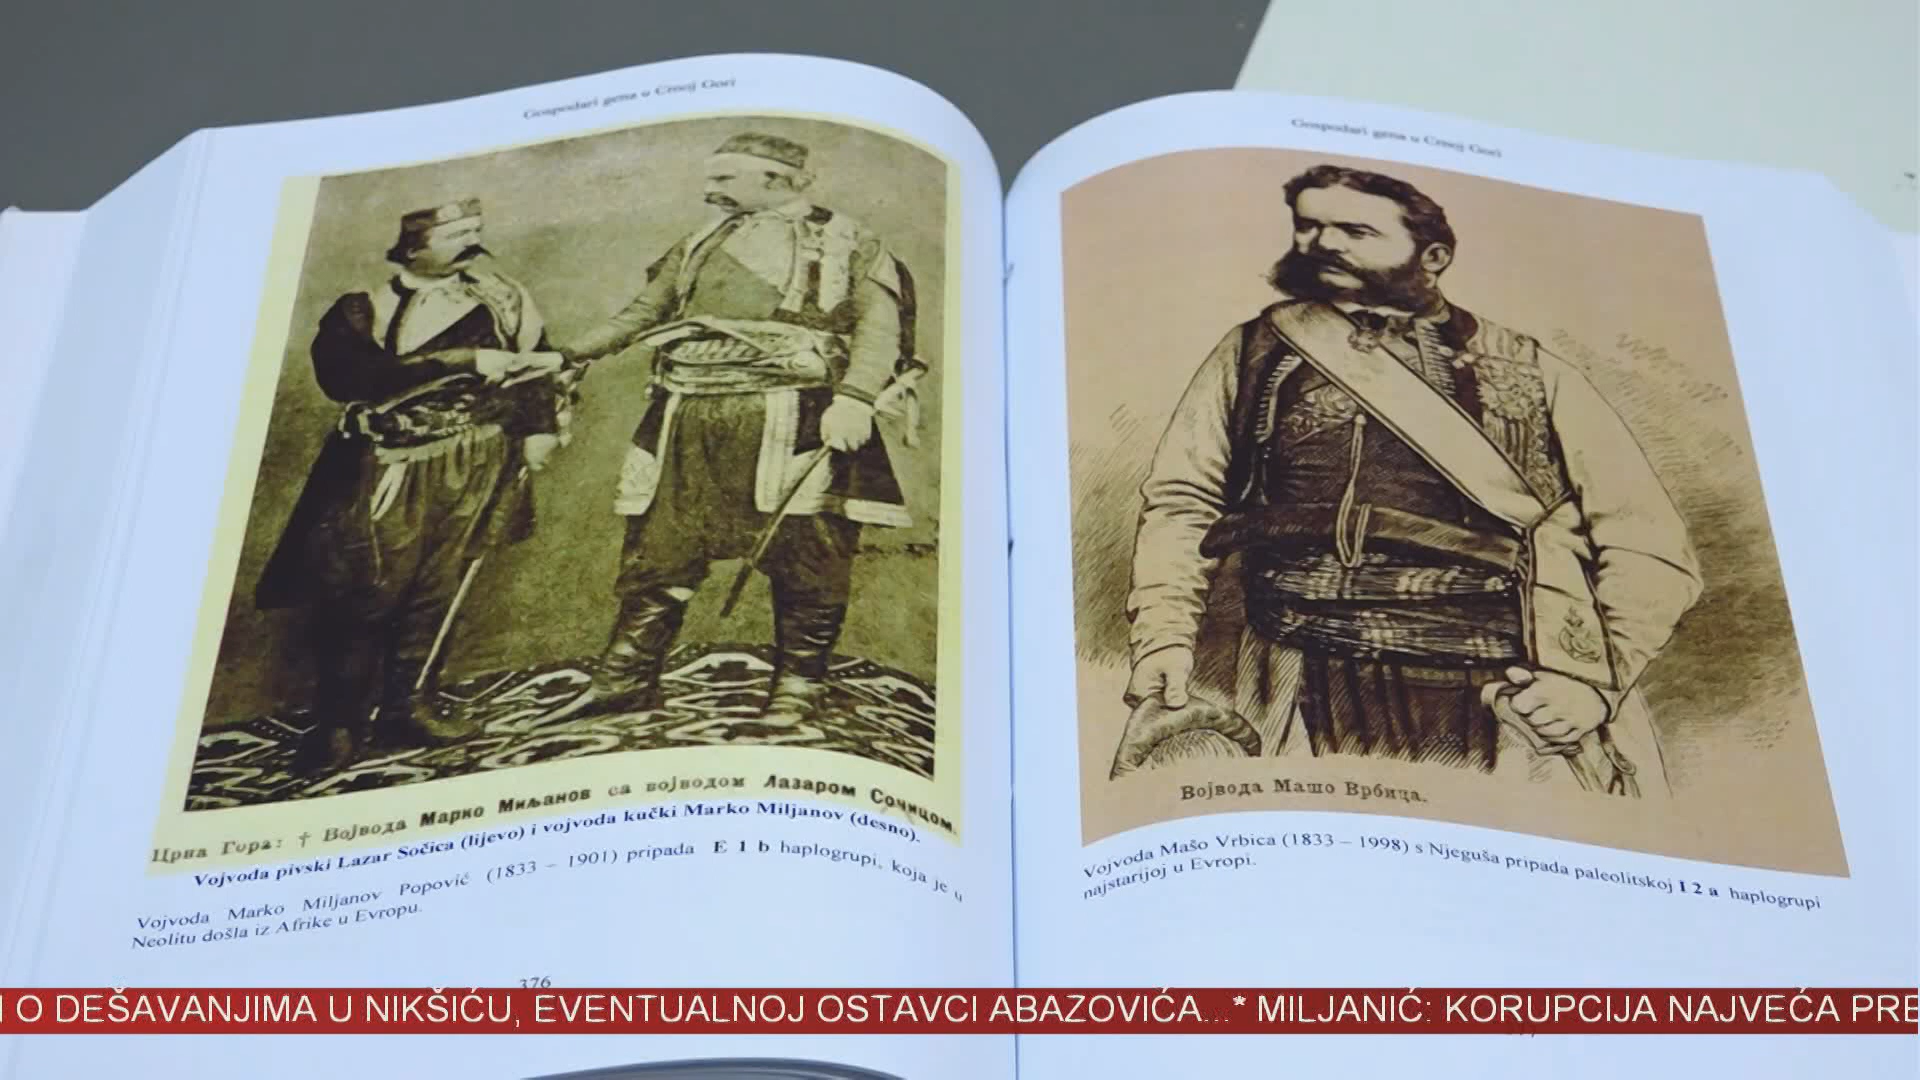 Gospodari gena u Crnoj Gori
Црна Гора: † Војвода Марко Миљанов са војводом Лазаром Сочицом.
Vojvoda pivski Lazar Sočica (lijevo) i vojvoda kučki Marko Miljanov (desno).
Vojvoda Marko Miljanov Popović (1833 – 1901) pripada E 1 b haplogrupi, koja je u
Neolitu došla iz Afrike u Evropu.
376
Gospodari gena u Crnoj Gori
Војвода Машо Врбица.
Vojvoda Mašo Vrbica (1833 – 1998) s Njeguša pripada paleolitskoj I 2 a haplogrupi
najstarijoj u Evropi.
I O DEŠAVANJIMA U NIKŠIĆU, EVENTUALNOJ OSTAVCI ABAZOVIĆA...* MILJANIĆ: KORUPCIJA NAJVEĆA PRE